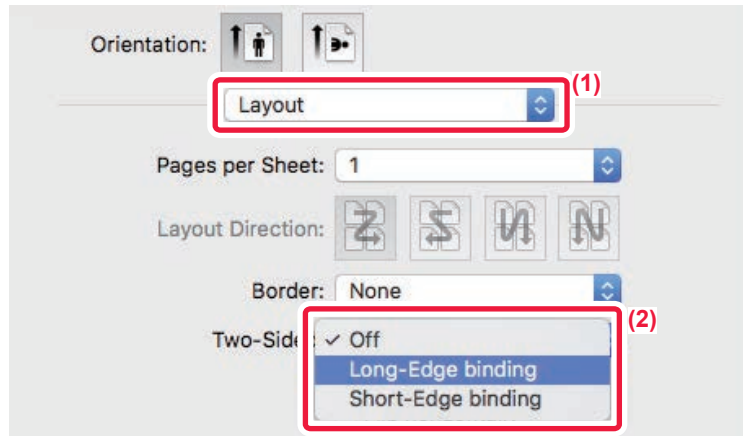 Orientation:
(1)
Layout
Pages per Sheet: 1
Layout Direction:
Border: None
(2)
Two-Side : ✓ Off
Long-Edge binding
Short-Edge binding